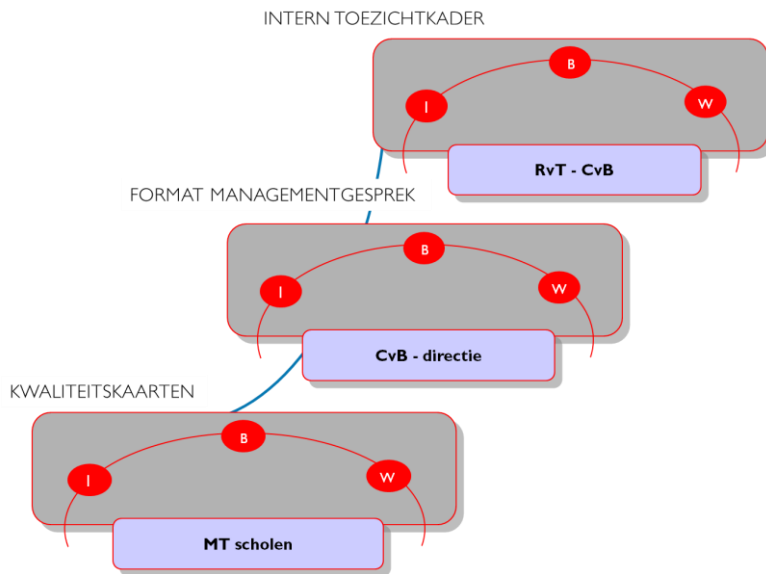 INTERN TOEZICHTKADER
B
I
W
RvT - CvB
FORMAT MANAGEMENTGESPREK
B
I
W
CvB - directie
KWALITEITSKAARTEN
B
I
W
MT scholen